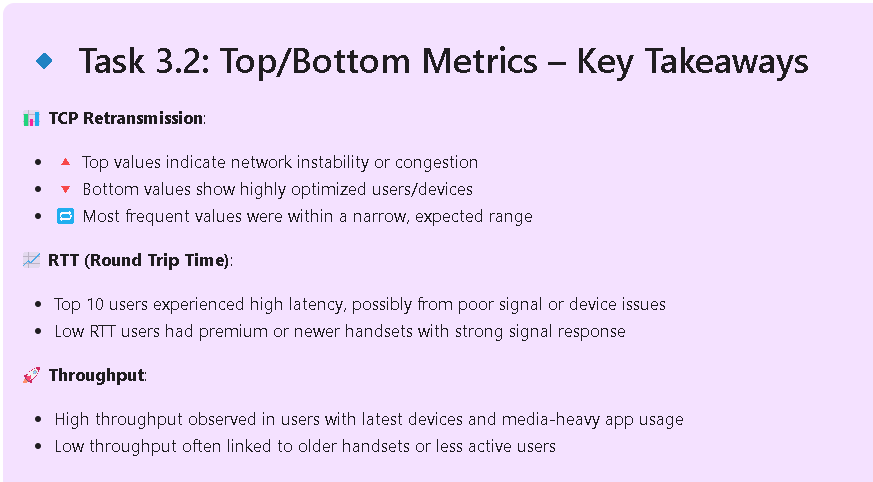 Task 3.2: Top/Bottom Metrics – Key Takeaways
TCP Retransmission:
Top values indicate network instability or congestion
Bottom values show highly optimized users/devices
Most frequent values were within a narrow, expected range
RTT (Round Trip Time):
Top 10 users experienced high latency, possibly from poor signal or device issues
Low RTT users had premium or newer handsets with strong signal response
Throughput:
High throughput observed in users with latest devices and media-heavy app usage
Low throughput often linked to older handsets or less active users